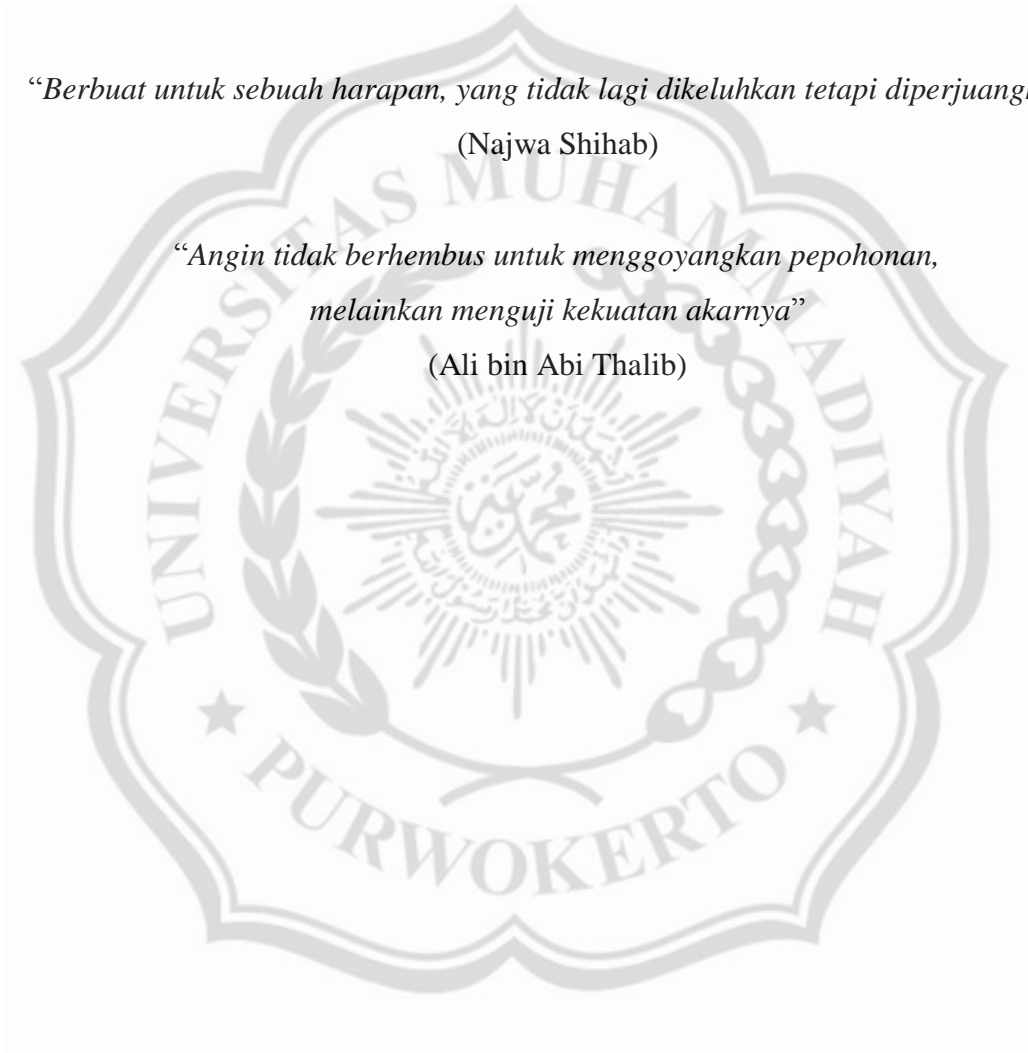 “Berbuat untuk sebuah harapan, yang tidak lagi dikeluhkan tetapi
(Najwa Shihab)
“Angin tidak berhembus untuk menggoyangkan pepohonan,
melainkan menguji kekuatan akarnya”
(Ali bin Abi Thalib)
UNIVERSITAS MUHAMMADIYAH
PURWOKERTO